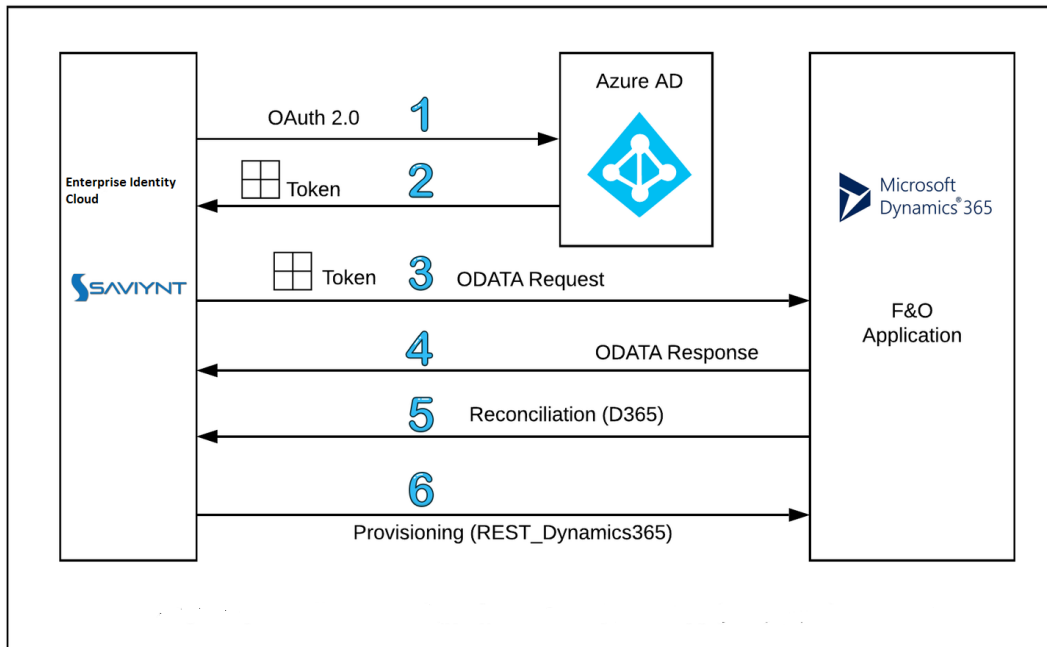 OAuth 2.0
1
Azure AD
Enterprise Identity
Cloud
Token
2
Microsoft
Dynamics® 365
SAVIYNT
Token
3
ODATA Request
F&O
Application
4
ODATA Response
5
Reconciliation (D365)
6
Provisioning (REST_Dynamics365)